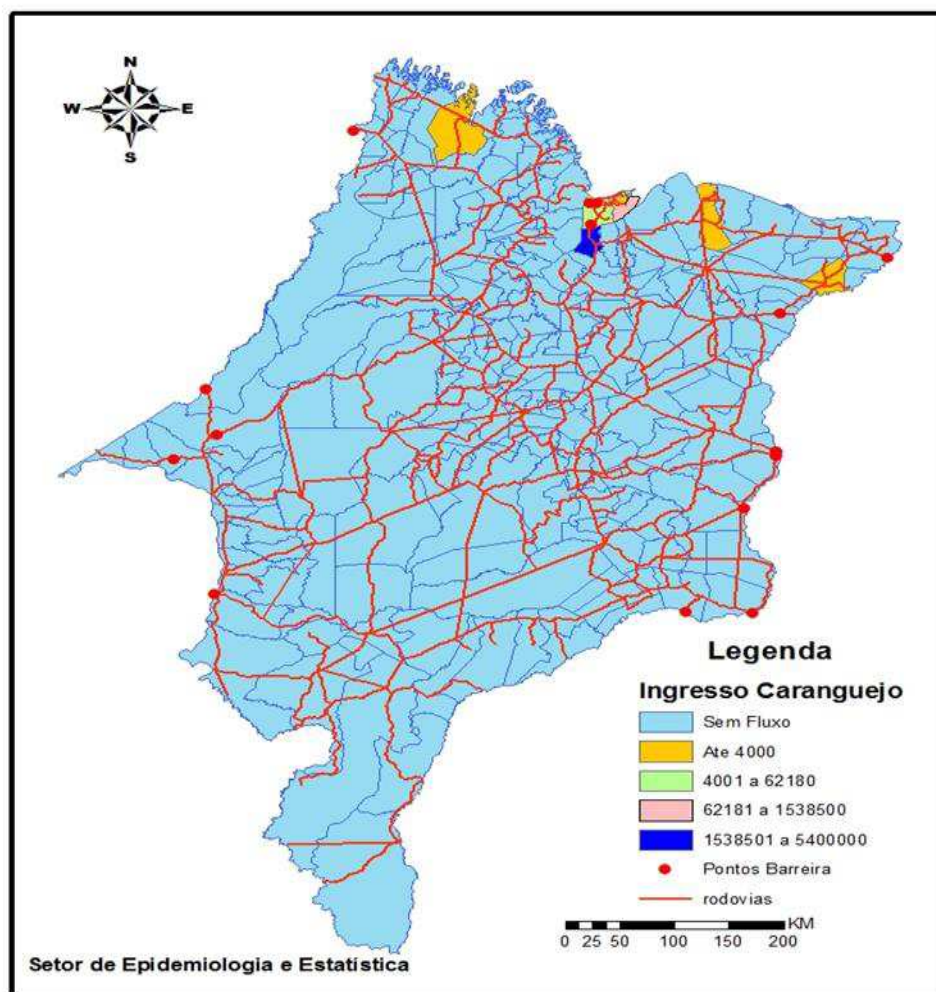 N
W E
S
Legenda
Ingresso Caranguejo
Sem Fluxo
Ate 4000
4001 a 62180
62181 a 1538500
1538501 a 5400000
Pontos Barreira
rodovias
KM
0 25 50 100 150 200
Setor de Epidemiologia e Estatística